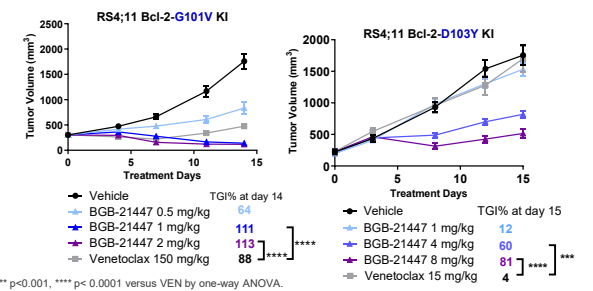 RS4;11 Bcl-2-G101V KI
Tumor Volume (mm3)
2500
2000
1500
1000
500
0
0 5 10 15
Treatment Days
Vehicle TGI% at day 14
BGB-21447 0.5 mg/kg 64
BGB-21447 1 mg/kg 111
BGB-21447 2 mg/kg 113
Venetoclax 150 mg/kg 88
****
****
RS4;11 Bcl-2-D103Y KI
Tumor Volume (mm3)
2000
1500
1000
500
0
0 5 10 15
Treatment Days
Vehicle TGI% at day 15
BGB-21447 1 mg/kg 12
BGB-21447 4 mg/kg 60
BGB-21447 8 mg/kg 81
Venetoclax 15 mg/kg 4
****
***
** p<0.001, **** p< 0.0001 versus VEN by one-way ANOVA.